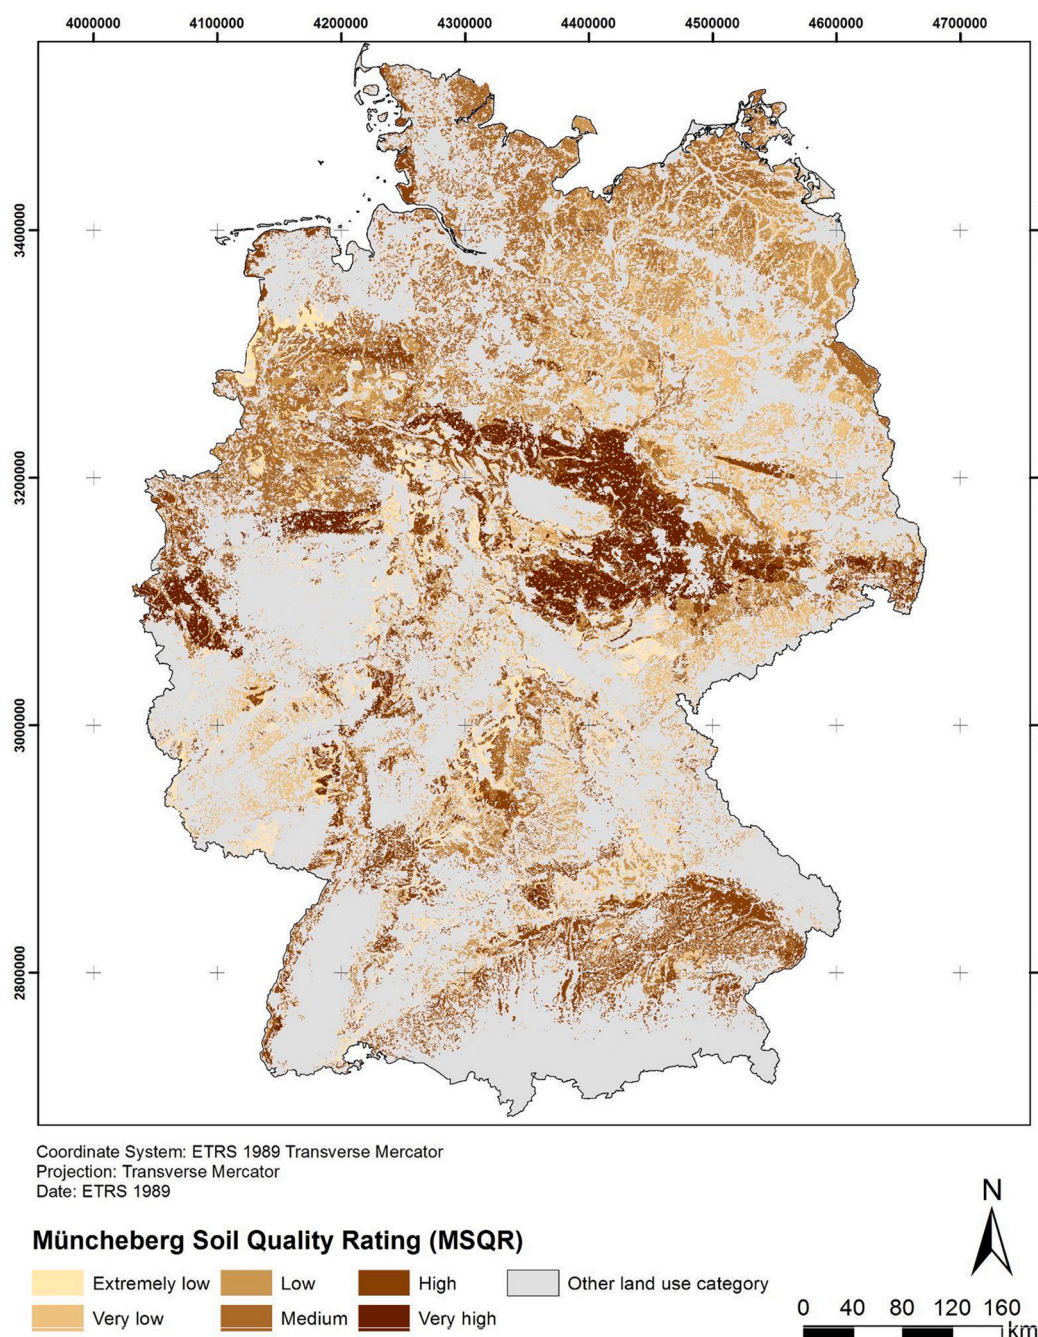 4000000 4100000 4200000 4300000 4400000 4500000 4600000 4700000
3400000
3200000
3000000
2800000
Coordinate System: ETRS 1989 Transverse Mercator
Projection: Transverse Mercator
Date: ETRS 1989
N
Müncheberg Soil Quality Rating (MSQR)
Extremely low Low High Other land use category
Very low Medium Very high
0 40 80 120 160
km